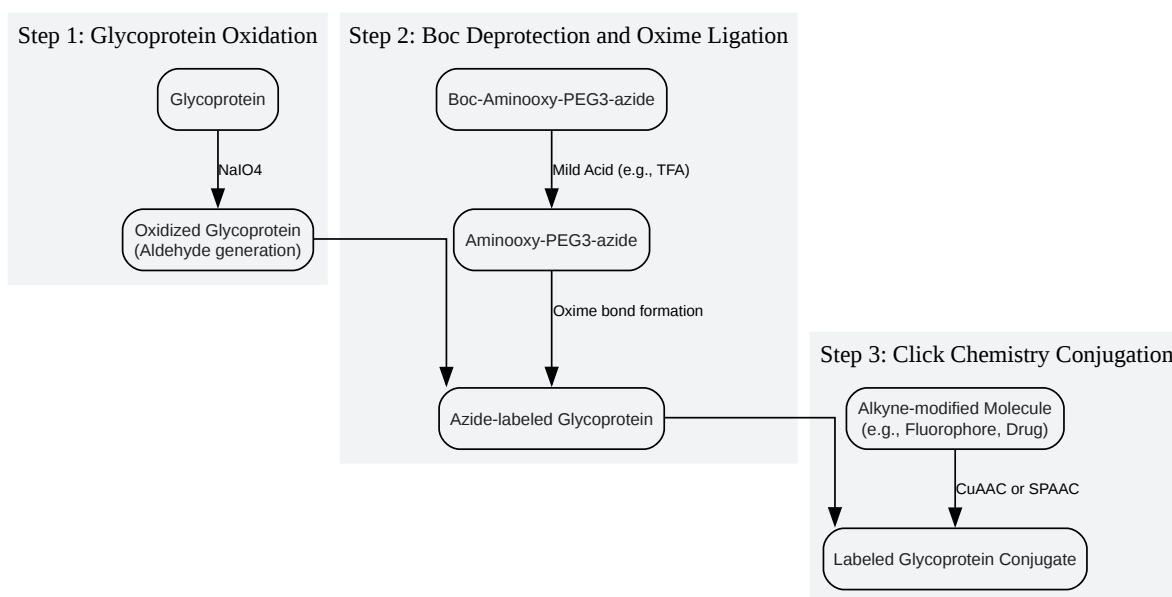 Step 1: Glycoprotein Oxidation
Glycoprotein
NaIO4
Oxidized Glycoprotein
(Aldehyde generation)
Step 2: Boc Deprotection and Oxime Ligation
Boc-Aminooxy-PEG3-azide
Mild Acid (e.g., TFA)
Aminooxy-PEG3-azide
Oxime bond formation
Azide-labeled Glycoprotein
Step 3: Click Chemistry Conjugation
Alkyne-modified Molecule
(e.g., Fluorophore, Drug)
CuAAC or SPAAC
Labeled Glycoprotein Conjugate